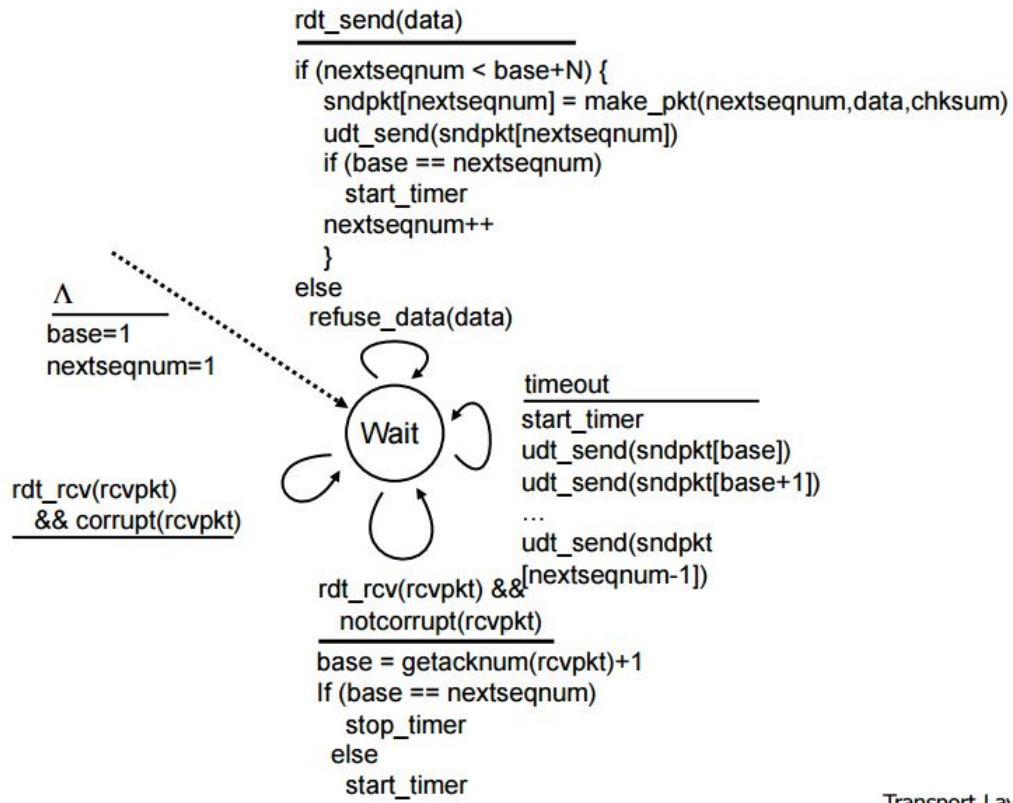 rdt_send(data)
if (nextseqnum < base+N) {
sndpkt[nextseqnum] = make_pkt(nextseqnum,data,chksum)
udt_send(sndpkt[nextseqnum])
if (base == nextseqnum)
start_timer
nextseqnum++
}
else
refuse_data(data)
Λ
base=1
nextseqnum=1
Wait
timeout
start_timer
udt_send(sndpkt[base])
udt_send(sndpkt[base+1])
…
udt_send(sndpkt
[nextseqnum-1])
rdt_rcv(rcvpkt)
&& corrupt(rcvpkt)
rdt_rcv(rcvpkt) &&
notcorrupt(rcvpkt)
base = getacknum(rcvpkt)+1
If (base == nextseqnum)
stop_timer
else
start_timer
Transport